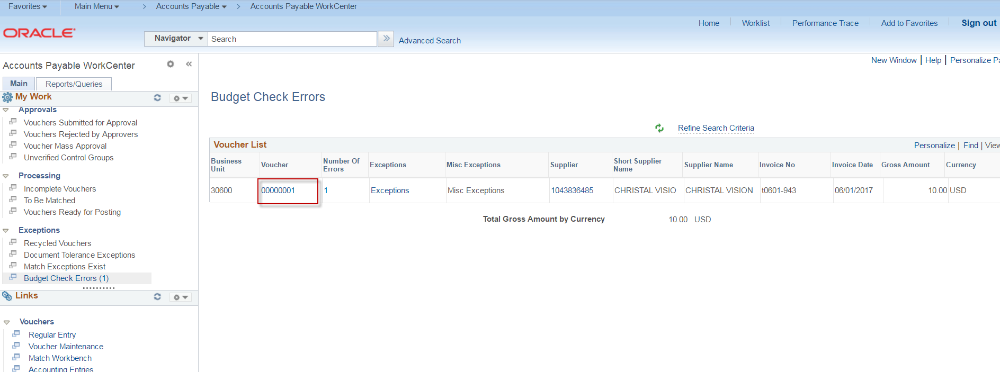 Favorites Main Menu > Accounts Payable > Accounts Payable WorkCenter
ORACLE
Home Worklist Performance Trace Add to Favorites Sign out
Navigator Search » Advanced Search
New Window | Help | Personalize Pa
Accounts Payable WorkCenter «
Main Reports/Queries
My Work
Approvals
Vouchers Submitted for Approval
Vouchers Rejected by Approvers
Voucher Mass Approval
Unverified Control Groups
Processing
Incomplete Vouchers
To Be Matched
Vouchers Ready for Posting
Exceptions
Recycled Vouchers
Document Tolerance Exceptions
Match Exceptions Exist
Budget Check Errors (1)
Links
Vouchers
Regular Entry
Voucher Maintenance
Match Workbench
Accounting Entries
Budget Check Errors
Refine Search Criteria
Voucher List Personalize | Find | View
Business Unit Voucher Number Of Errors Exceptions Misc Exceptions Supplier Short Supplier Name Supplier Name Invoice No Invoice Date Gross Amount Currency
30600 00000001 1 Exceptions Misc Exceptions 1043836485 CHRISTAL VISIO CHRISTAL VISION t0601-943 06/01/2017 10.00 USD
Total Gross Amount by Currency 10.00 USD